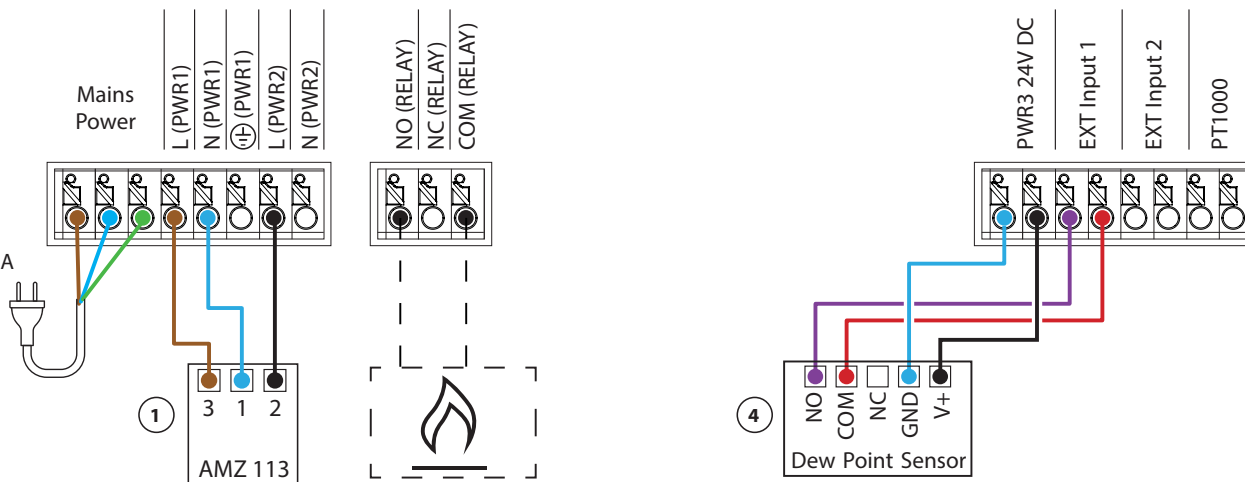 Mains
Power
L (PWR1)
N (PWR1)
(PWR1)
L (PWR2)
N (PWR2)
NO (RELAY)
NC (RELAY)
COM (RELAY)
PWR3 24V DC
EXT Input 1
EXT Input 2
PT1000
A
3 1 2
1
AMZ 113
NO
COM
NC
GND
V+
4
Dew Point Sensor